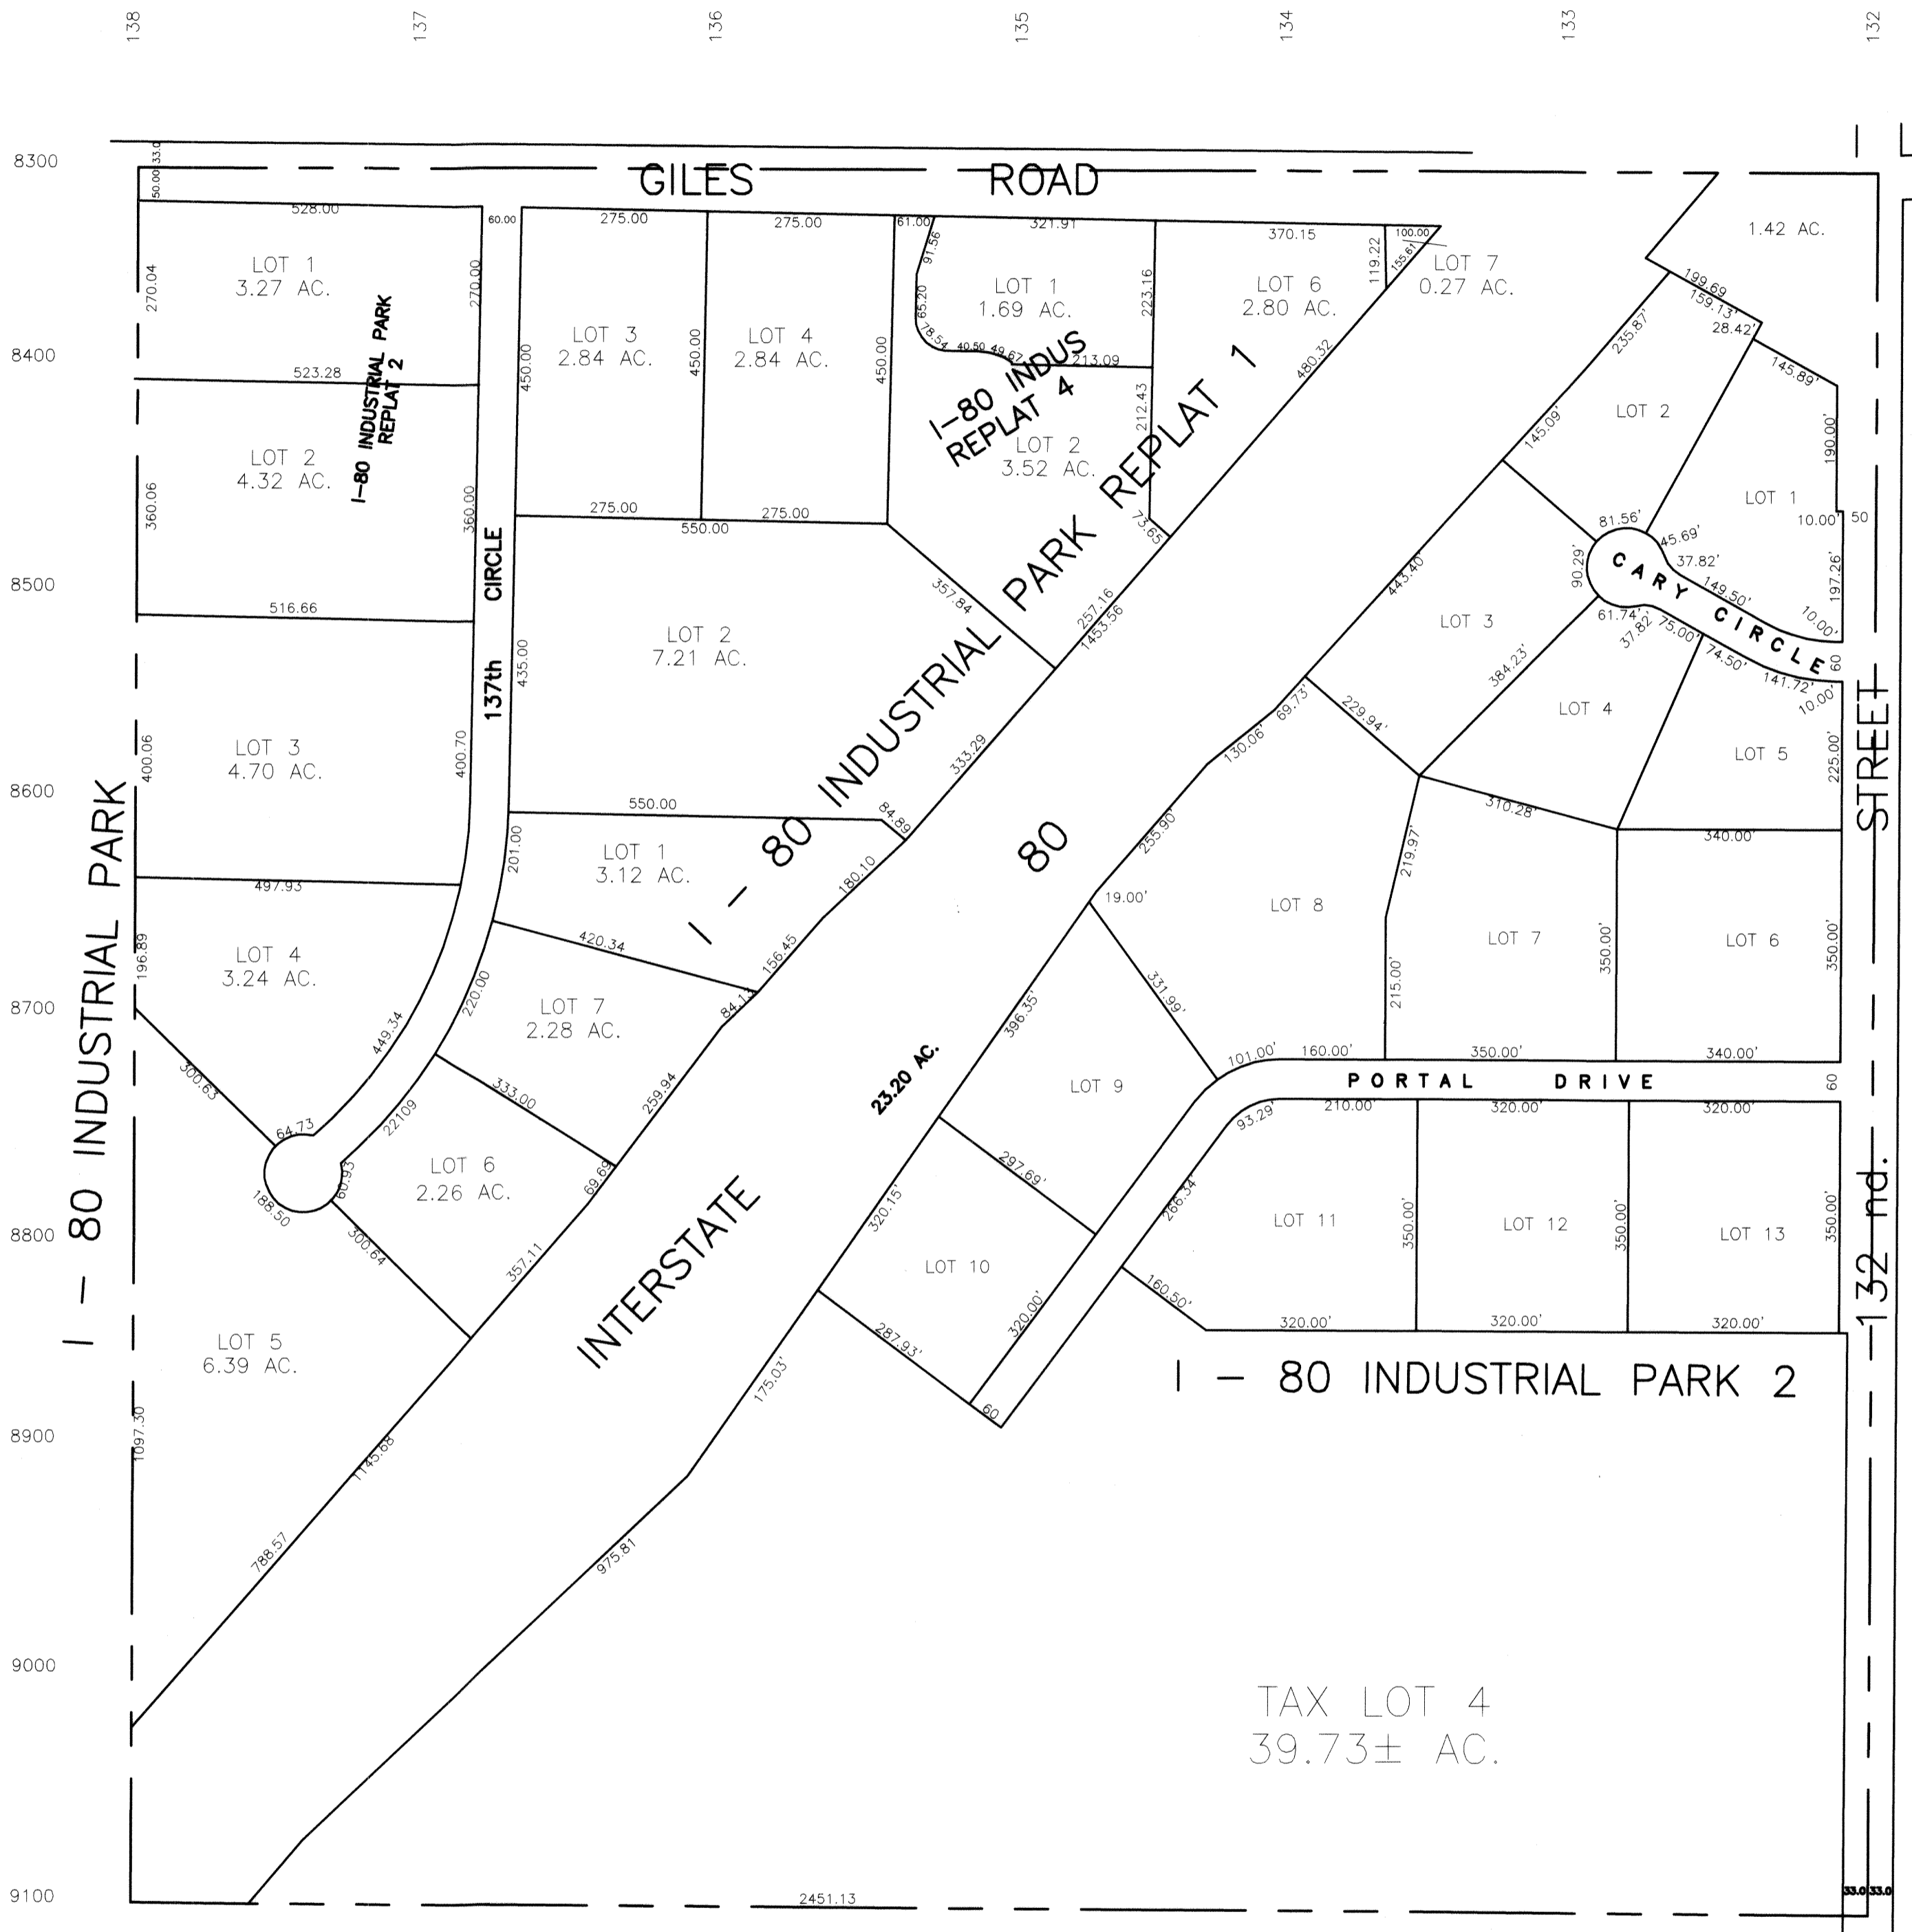 138
137
136
135
134
133
132
8300
8400
8500
8600
8700
8800
8900
9000
9100
33.0
50.00
GILES ROAD
528.00
60.00
275.00
275.00
61.00
321.91
370.15
100.00
LOT 1
3.27 AC.
270.04
270.00
I-80 INDUSTRIAL PARK
REPLAT 2
523.28
LOT 2
4.32 AC.
360.06
360.00
516.66
LOT 3
4.70 AC.
400.06
400.70
497.93
LOT 4
3.24 AC.
196.89
449.34
300.63
64.73
188.50
60.93
300.64
LOT 5
6.39 AC.
1097.30
788.57
1145.68
357.11
137th CIRCLE
LOT 3
2.84 AC.
450.00
450.00
LOT 4
2.84 AC.
450.00
275.00
275.00
550.00
LOT 2
7.21 AC.
435.00
357.84
333.29
550.00
84.89
LOT 1
3.12 AC.
201.00
180.10
156.45
420.34
LOT 7
2.28 AC.
220.00
84.13
333.00
259.94
LOT 6
2.26 AC.
22109
69.69
91.56
65.20
78.54
40.50
49.67
213.09
LOT 1
1.69 AC.
223.16
I-80 INDUS
REPLAT 4
LOT 2
3.52 AC.
212.43
73.65
257.16
1453.56
LOT 6
2.80 AC.
119.22
155.61
480.32
LOT 7
0.27 AC.
I - 80 INDUSTRIAL PARK REPLAT 1
I - 80 INDUSTRIAL PARK
INTERSTATE 80
23.20 AC.
1.42 AC.
199.69
159.13'
28.42'
235.87'
145.89'
LOT 2
145.09'
190.00'
LOT 1
10.00'
50
81.56'
45.69'
37.82'
149.50'
197.26'
10.00'
CARY CIRCLE
90.29'
61.74'
37.82'
75.00'
74.50'
141.72'
10.00'
60
443.40'
LOT 3
384.23'
LOT 4
LOT 5
225.00'
69.73'
229.94'
130.06'
310.28'
340.00'
255.90'
219.97'
19.00'
LOT 8
LOT 7
350.00'
LOT 6
350.00'
215.00'
331.99'
396.35'
101.00'
160.00'
350.00'
340.00'
PORTAL DRIVE
60
LOT 9
93.29'
210.00'
320.00'
320.00'
297.69'
320.15'
266.34'
LOT 10
LOT 11
350.00'
LOT 12
350.00'
LOT 13
350.00'
160.50'
320.00'
320.00'
320.00'
287.93'
320.00'
175.03'
60
I - 80 INDUSTRIAL PARK 2
132 nd. STREET
975.81
TAX LOT 4
39.73± AC.
2451.13
33.0
33.0